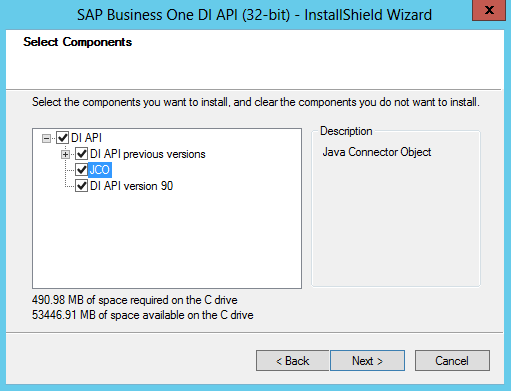 SAP Business One DI API (32-bit) - InstallShield Wizard
x
Select Components
Select the components you want to install, and clear the components you do not want to install.
DI API
DI API previous versions
JCO
DI API version 90
Description
Java Connector Object
490.98 MB of space required on the C drive
53446.91 MB of space available on the C drive
< Back
Next >
Cancel